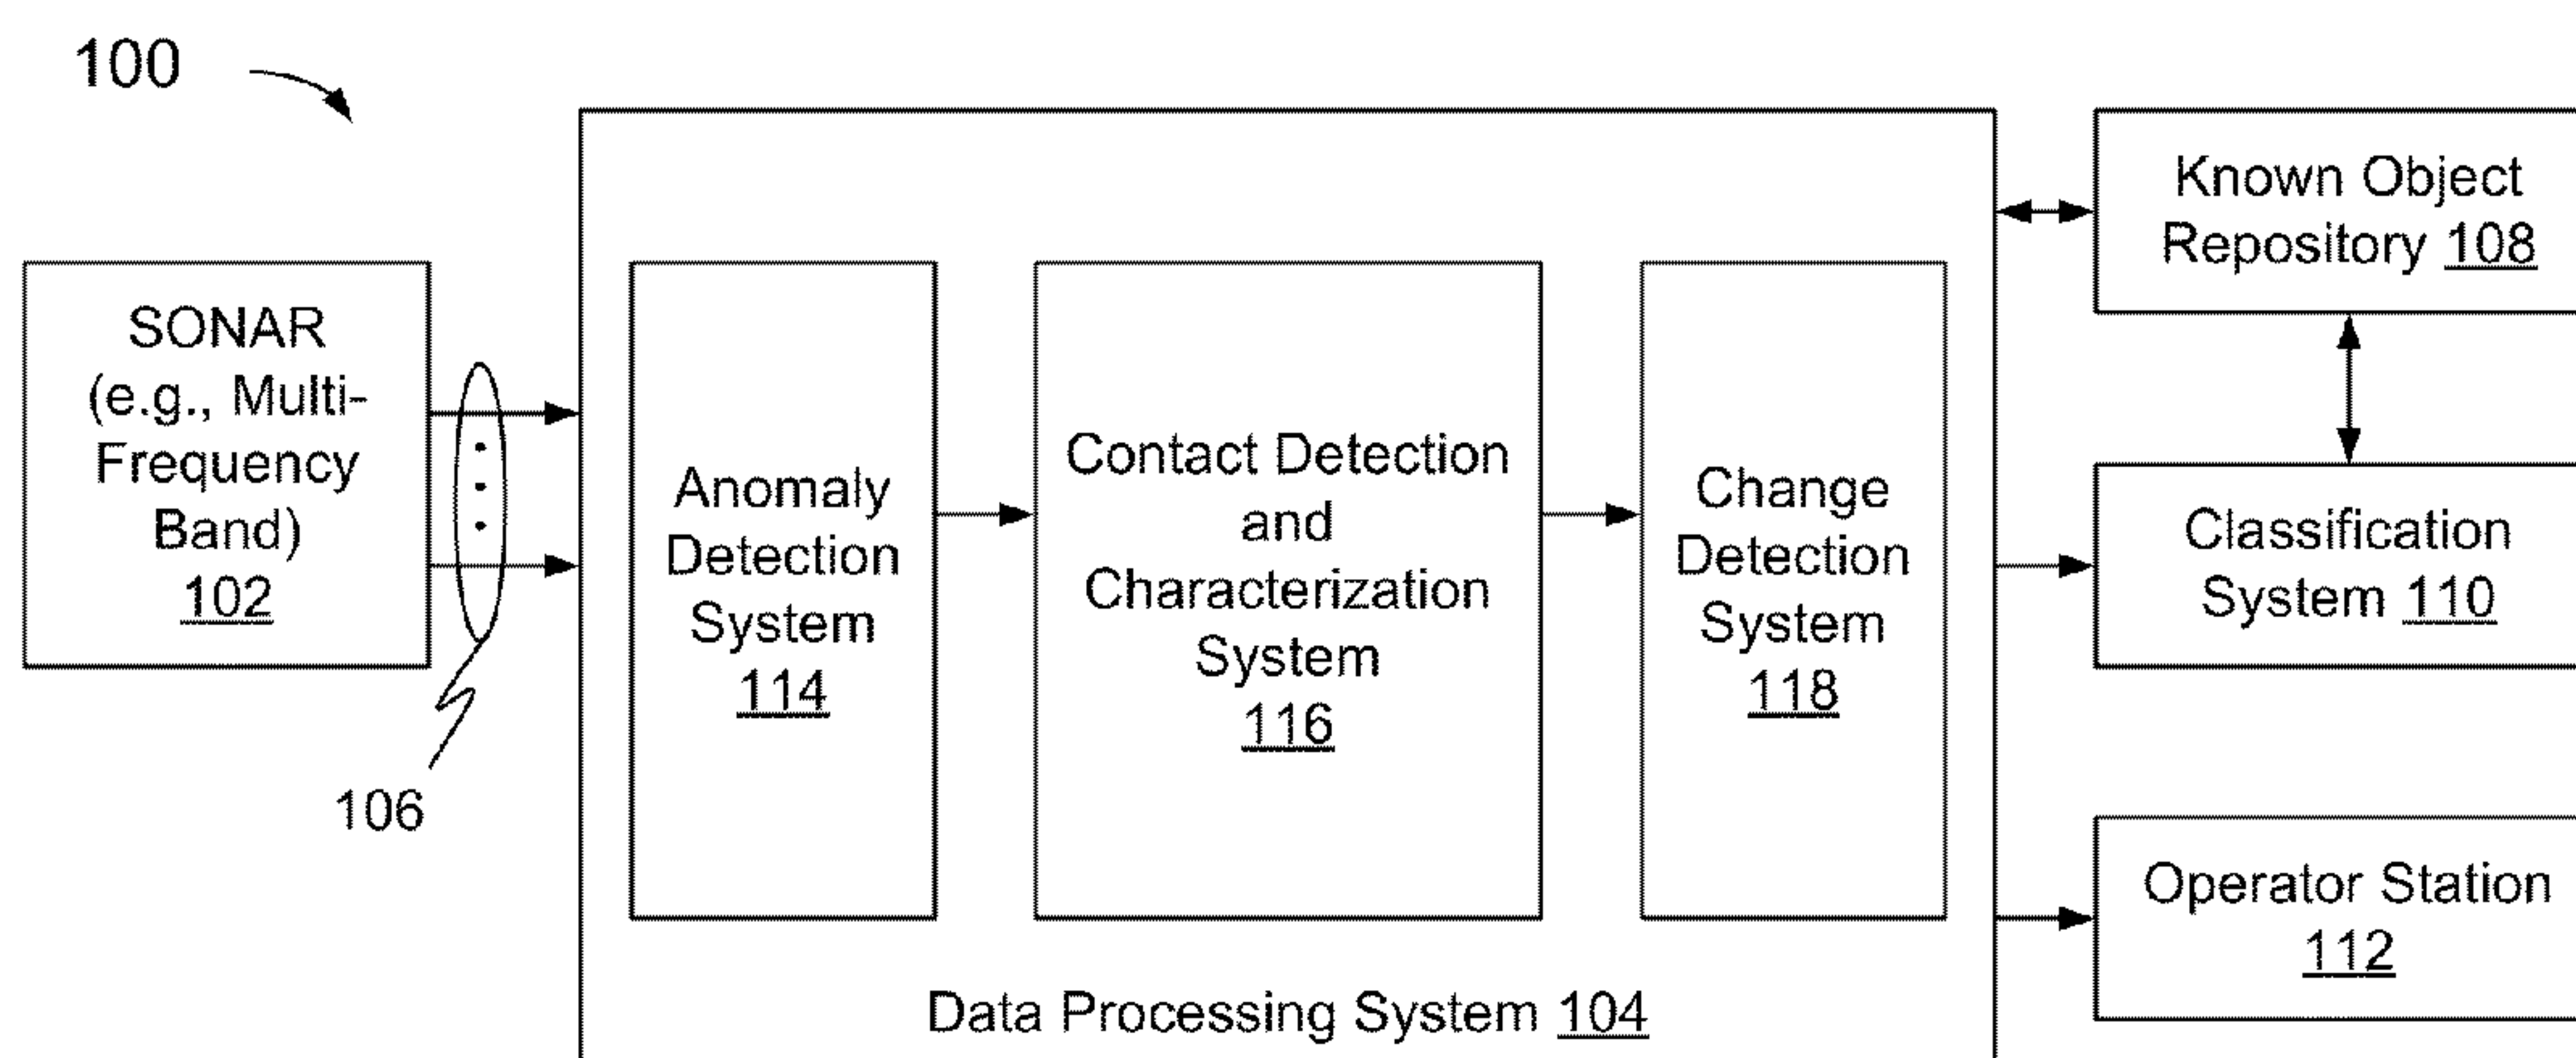 100
SONAR
(e.g., Multi-
Frequency
Band)
102
106
Anomaly
Detection
System
114
Contact Detection
and
Characterization
System
116
Change
Detection
System
118
Data Processing System 104
Known Object
Repository 108
Classification
System 110
Operator Station
112